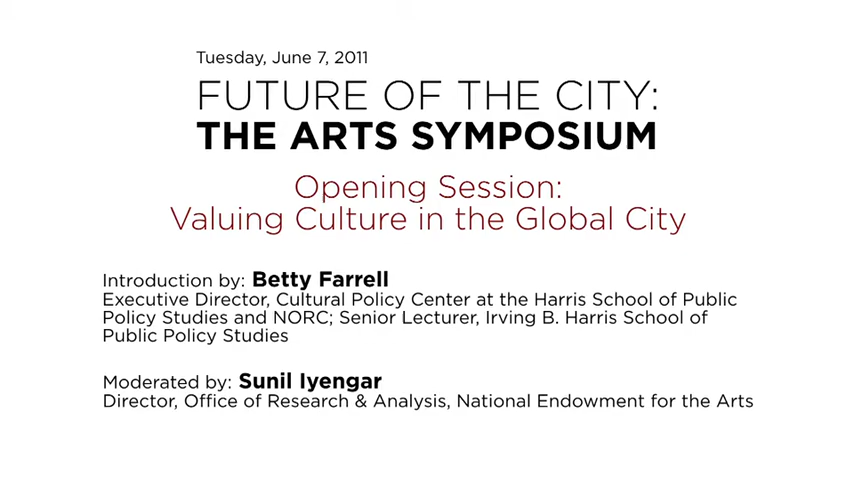 Tuesday, June 7, 2011
FUTURE OF THE CITY:
THE ARTS SYMPOSIUM
Opening Session:
Valuing Culture in the Global City
Introduction by: Betty Farrell
Executive Director, Cultural Policy Center at the Harris School of Public
Policy Studies and NORC; Senior Lecturer, Irving B. Harris School of
Public Policy Studies
Moderated by: Sunil Iyengar
Director, Office of Research & Analysis, National Endowment for the Arts